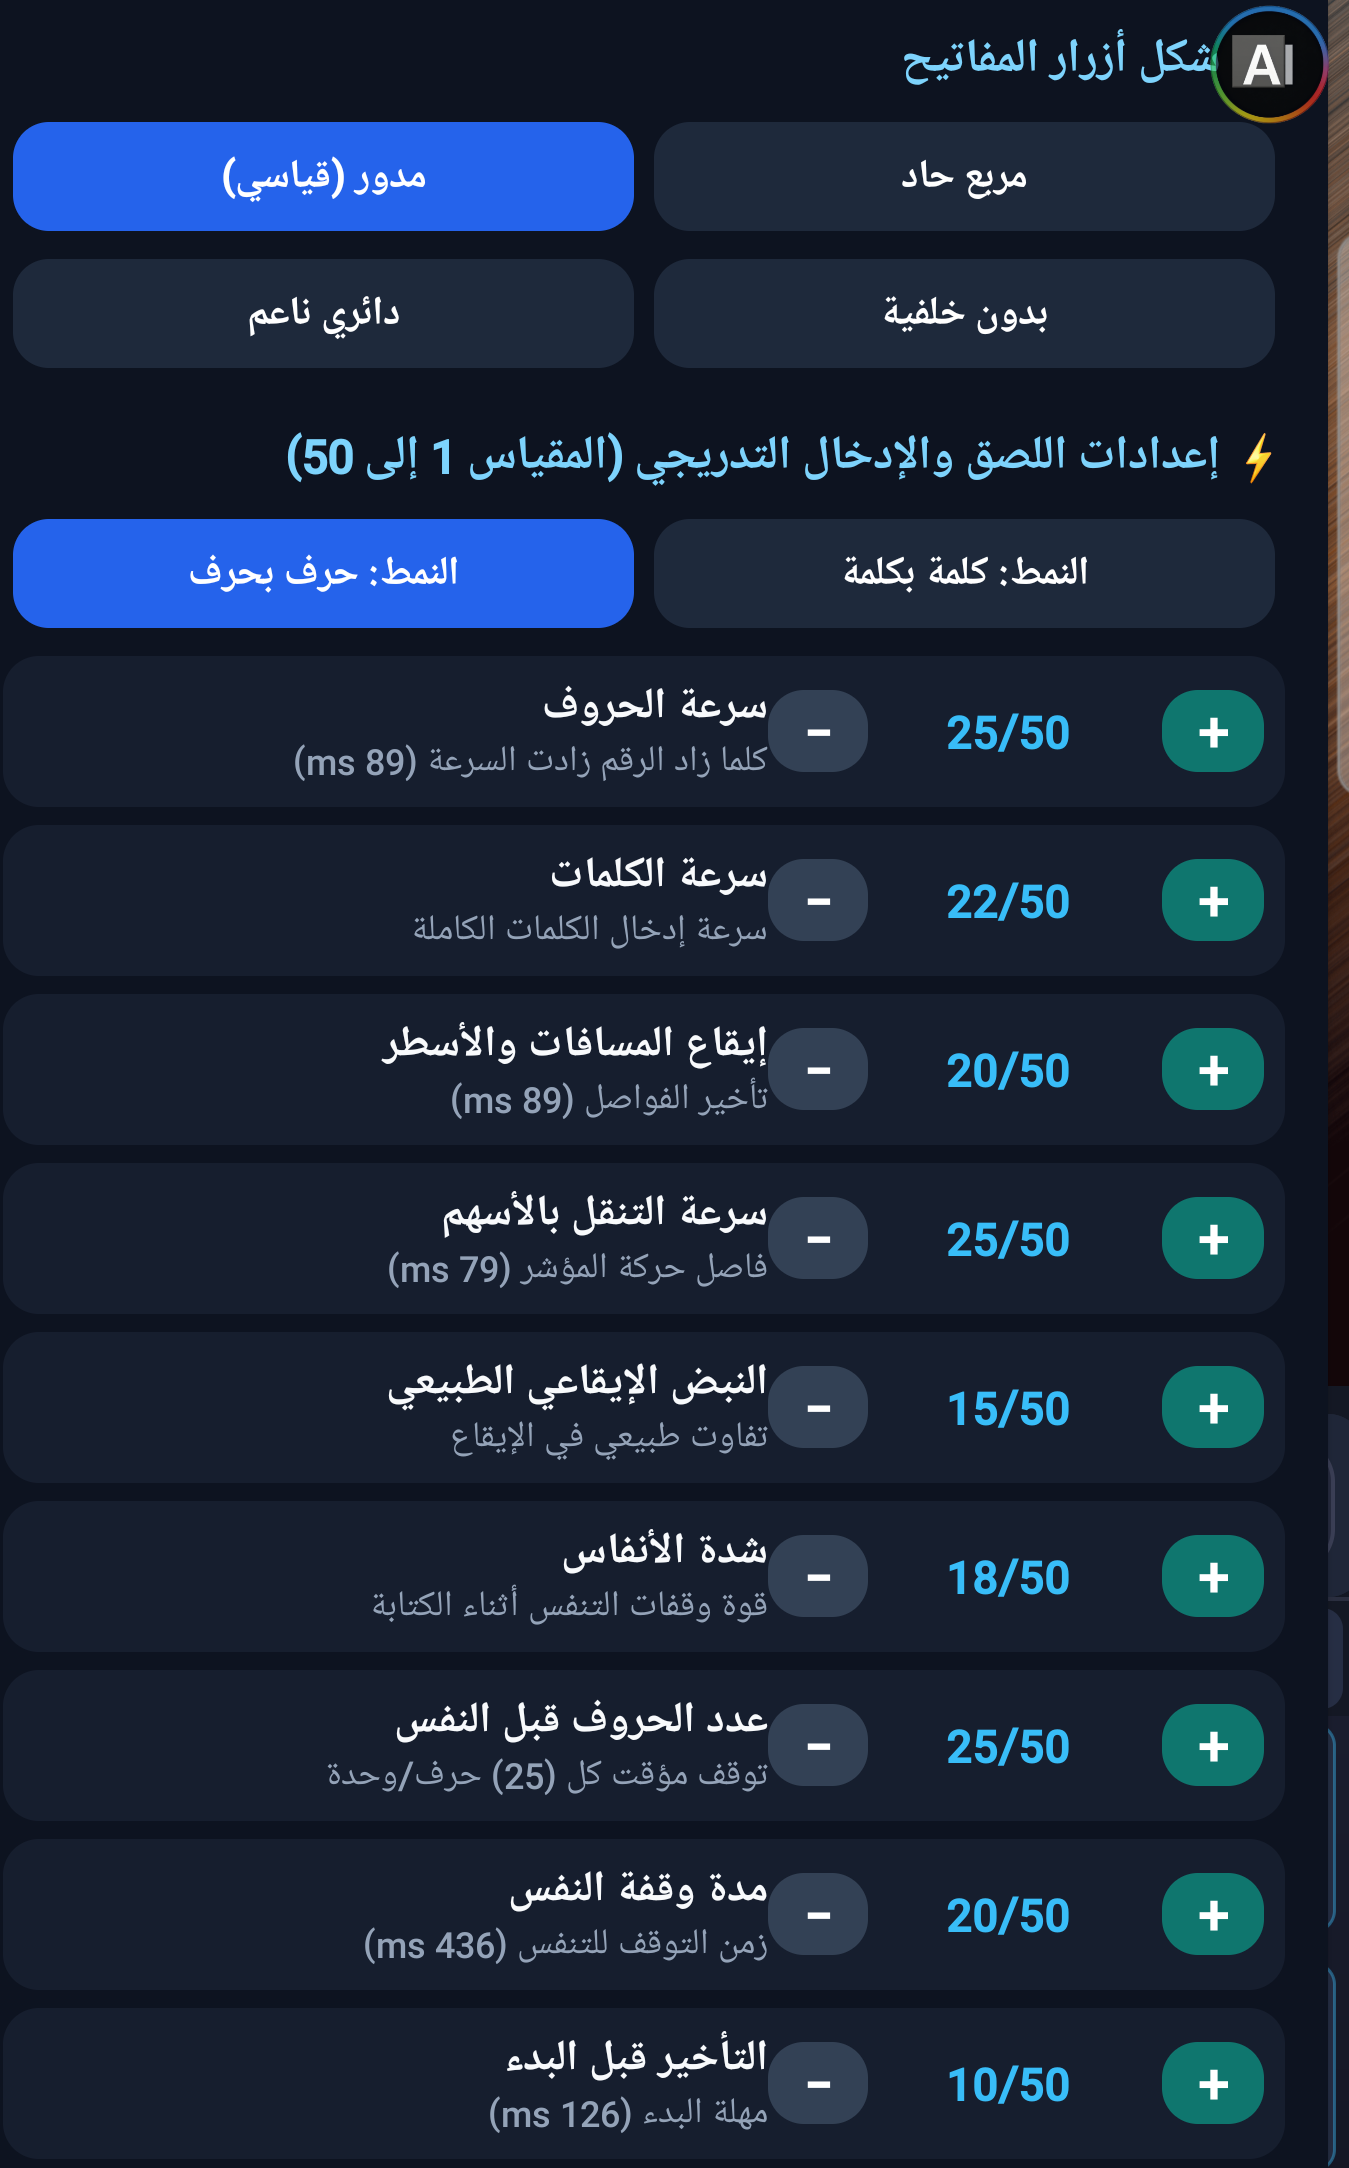 شكل أزرار المفاتيح
AI
مربع حاد
مدور (قياسي)
بدون خلفية
دائري ناعم
⚡ إعدادات اللصق والإدخال التدريجي (المقياس 1 إلى 50)
النمط: كلمة بكلمة
النمط: حرف بحرف
+ 25/50 − سرعة الحروف
كلما زاد الرقم زادت السرعة (89 ms)
+ 22/50 − سرعة الكلمات
سرعة إدخال الكلمات الكاملة
+ 20/50 − إيقاع المسافات والأسطر
تأخير الفواصل (89 ms)
+ 25/50 − سرعة التنقل بالأسهم
فاصل حركة المؤشر (79 ms)
+ 15/50 − النبض الإيقاعي الطبيعي
تفاوت طبيعي في الإيقاع
+ 18/50 − شدة الأنفاس
قوة وقفات التنفس أثناء الكتابة
+ 25/50 − عدد الحروف قبل النفس
توقف مؤقت كل (25) حرف/وحدة
+ 20/50 − مدة وقفة النفس
زمن التوقف للتنفس (436 ms)
+ 10/50 − التأخير قبل البدء
مهلة البدء (126 ms)